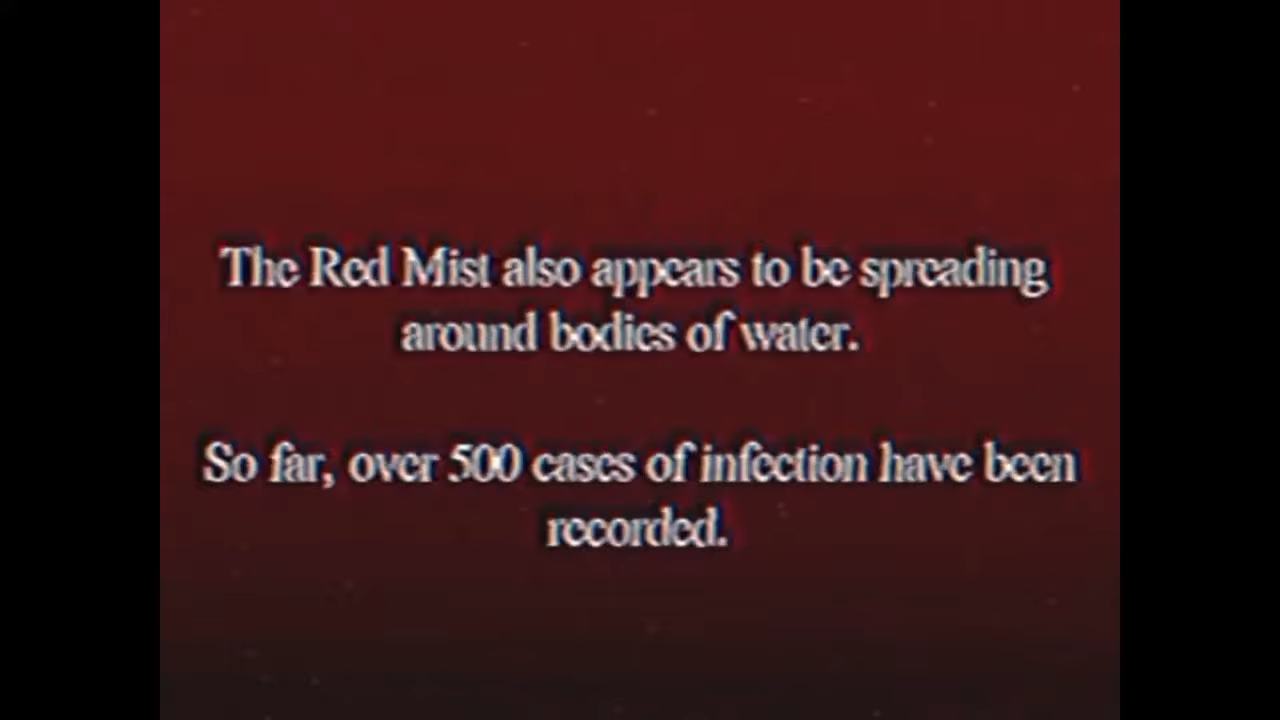 The Red Mist also appears to be spreading
around bodies of water.
So far, over 500 cases of infection have been
recorded.